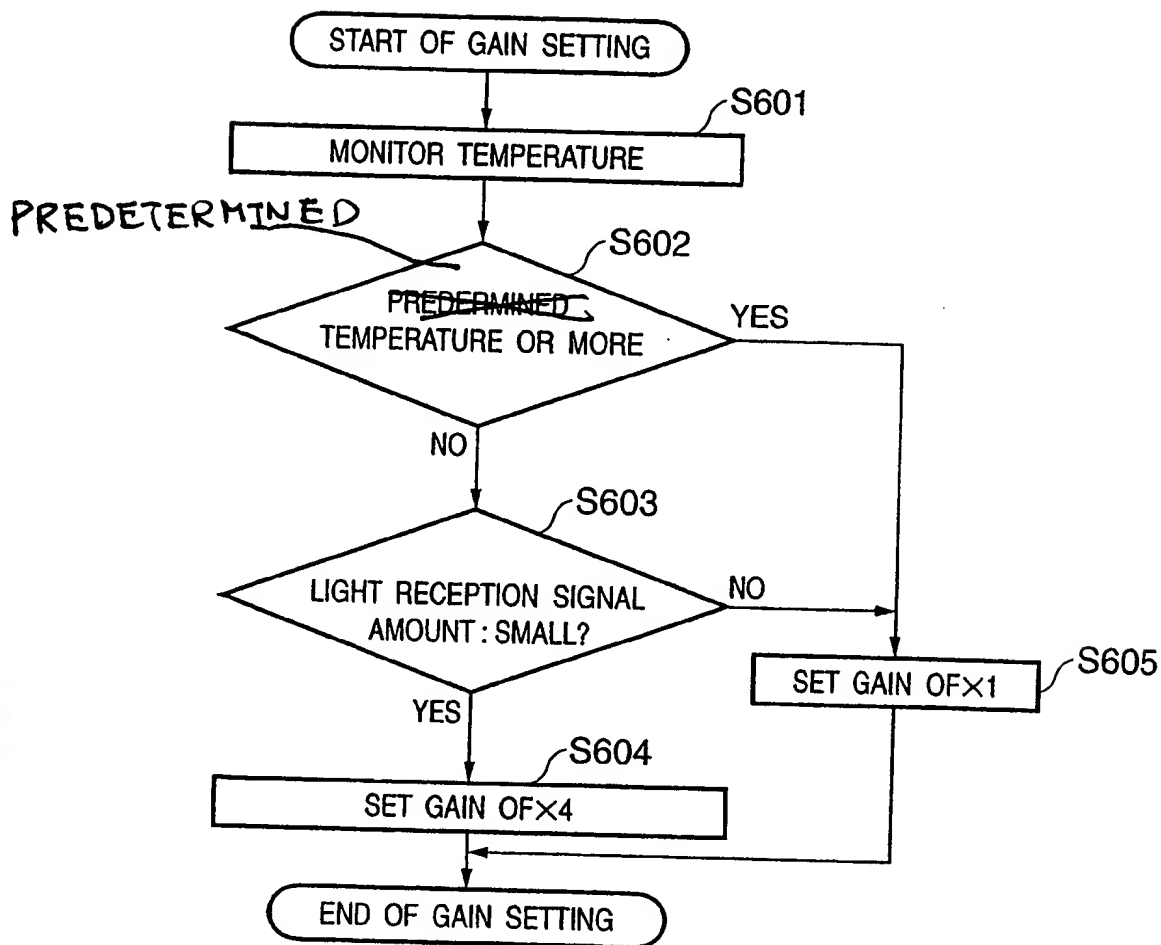 START OF GAIN SETTING
S601
MONITOR TEMPERATURE
PREDETERMINED
S602
PREDERMINED
TEMPERATURE OR MORE
YES
NO
S603
LIGHT RECEPTION SIGNAL
AMOUNT : SMALL?
NO
YES
S605
SET GAIN OF×1
S604
SET GAIN OF×4
END OF GAIN SETTING